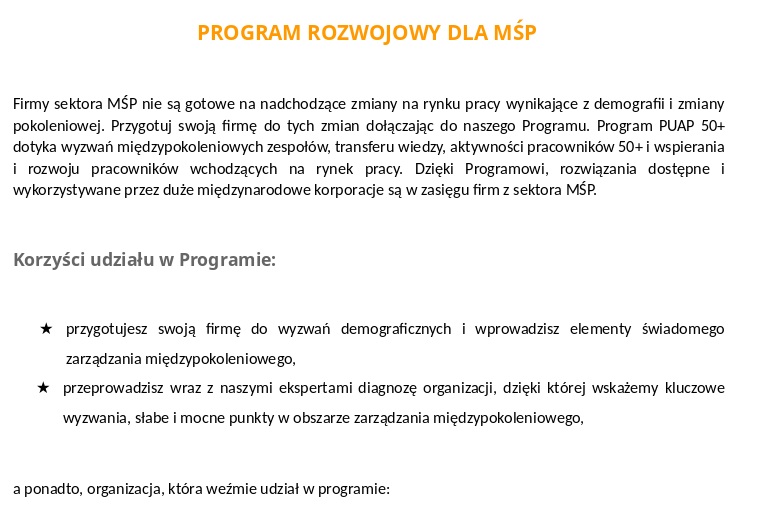 PROGRAM ROZWOJOWY DLA MŚP
Firmy sektora MŚP nie są gotowe na nadchodzące zmiany na rynku pracy wynikające z demografii i zmiany
pokoleniowej. Przygotuj swoją firmę do tych zmian dołączając do naszego Programu. Program PUAP 50+
dotyka wyzwań międzypokoleniowych zespołów, transferu wiedzy, aktywności pracowników 50+ i wspierania
i rozwoju pracowników wchodzących na rynek pracy. Dzięki Programowi, rozwiązania dostępne i
wykorzystywane przez duże międzynarodowe korporacje są w zasięgu firm z sektora MŚP.
Korzyści udziału w Programie:
★ przygotujesz swoją firmę do wyzwań demograficznych i wprowadzisz elementy świadomego
zarządzania międzypokoleniowego,
★ przeprowadzisz wraz z naszymi ekspertami diagnozę organizacji, dzięki której wskażemy kluczowe
wyzwania, słabe i mocne punkty w obszarze zarządzania międzypokoleniowego,
a ponadto, organizacja, która weźmie udział w programie: